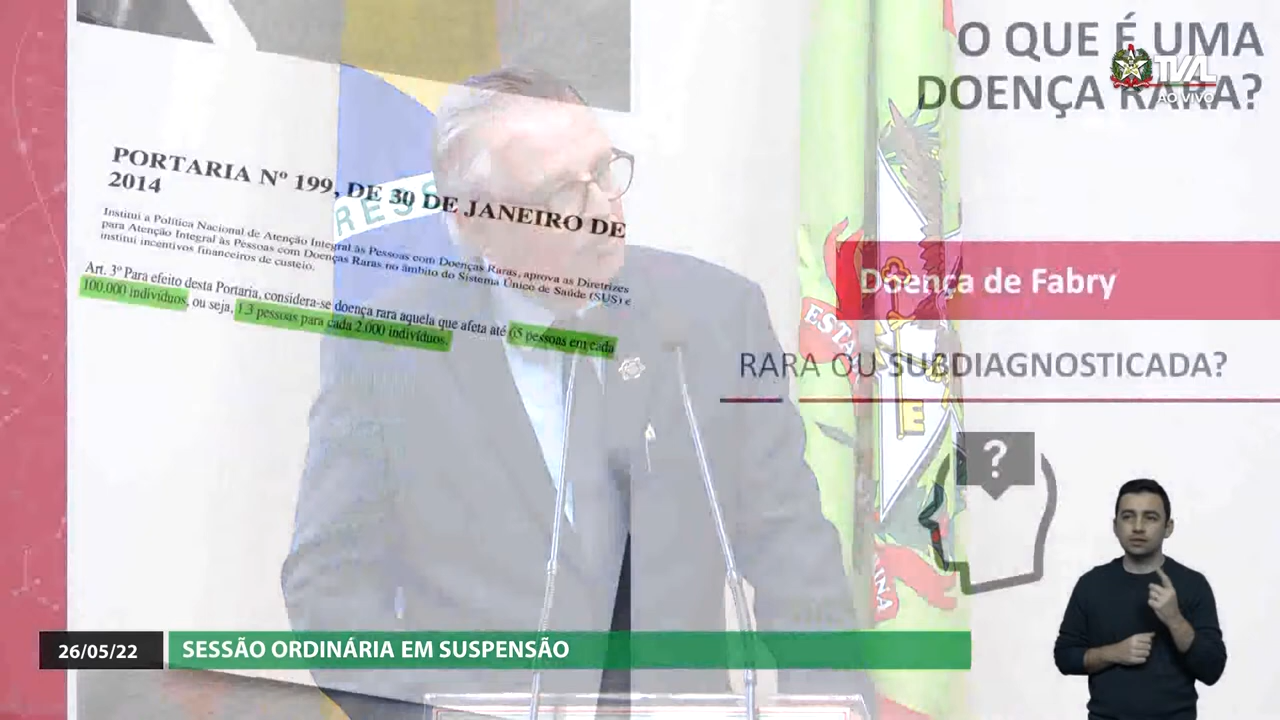 O QUE É UMA
DOENÇA RARA?
TVAL
AO VIVO
PORTARIA Nº 199, DE 30 DE JANEIRO DE
2014
Institui a Política Nacional de Atenção Integral às Pessoas com Doenças Raras, aprova as Diretrizes
para Atenção Integral às Pessoas com Doenças Raras no âmbito do Sistema Único de Saúde (SUS) e
institui incentivos financeiros de custeio.
Art. 3º Para efeito desta Portaria, considera-se doença rara aquela que afeta até 65 pessoas em cada
100.000 indivíduos, ou seja, 1,3 pessoas para cada 2.000 indivíduos.
RESS
Doença de Fabry
ESTA
RARA OU SUBDIAGNOSTICADA?
E
?
INA
26/05/22
SESSÃO ORDINÁRIA EM SUSPENSÃO